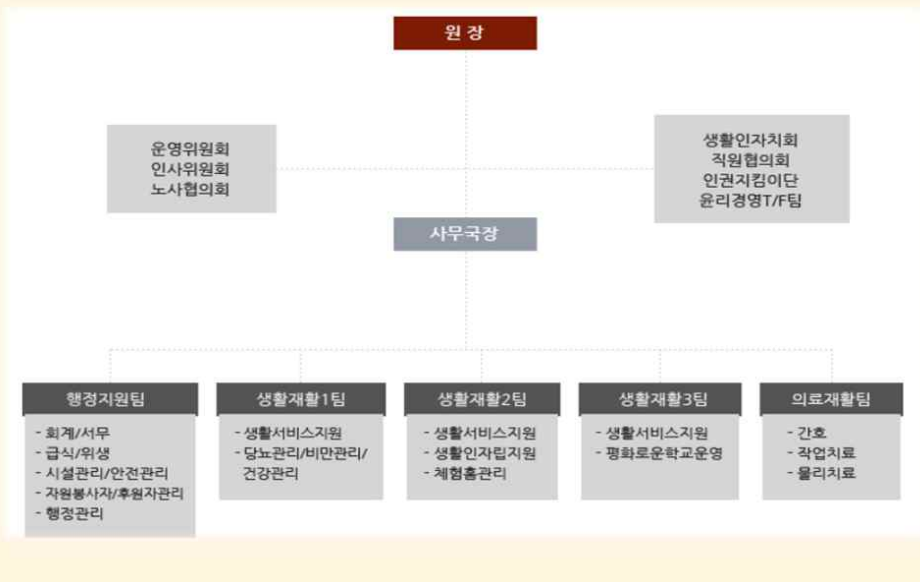 원 장
운영위원회
인사위원회
노사협의회
생활인자치회
직원협의회
인권지킴이단
윤리경영T/F팀
사무국장
행정지원팀
- 회계/서무
- 급식/위생
- 시설관리/안전관리
- 자원봉사자/후원자관리
- 행정관리
생활재활1팀
- 생활서비스지원
- 당뇨관리/비만관리/
건강관리
생활재활2팀
- 생활서비스지원
- 생활인자립지원
- 체험홈관리
생활재활3팀
- 생활서비스지원
- 평화로운학교운영
의료재활팀
- 간호
- 작업치료
- 물리치료